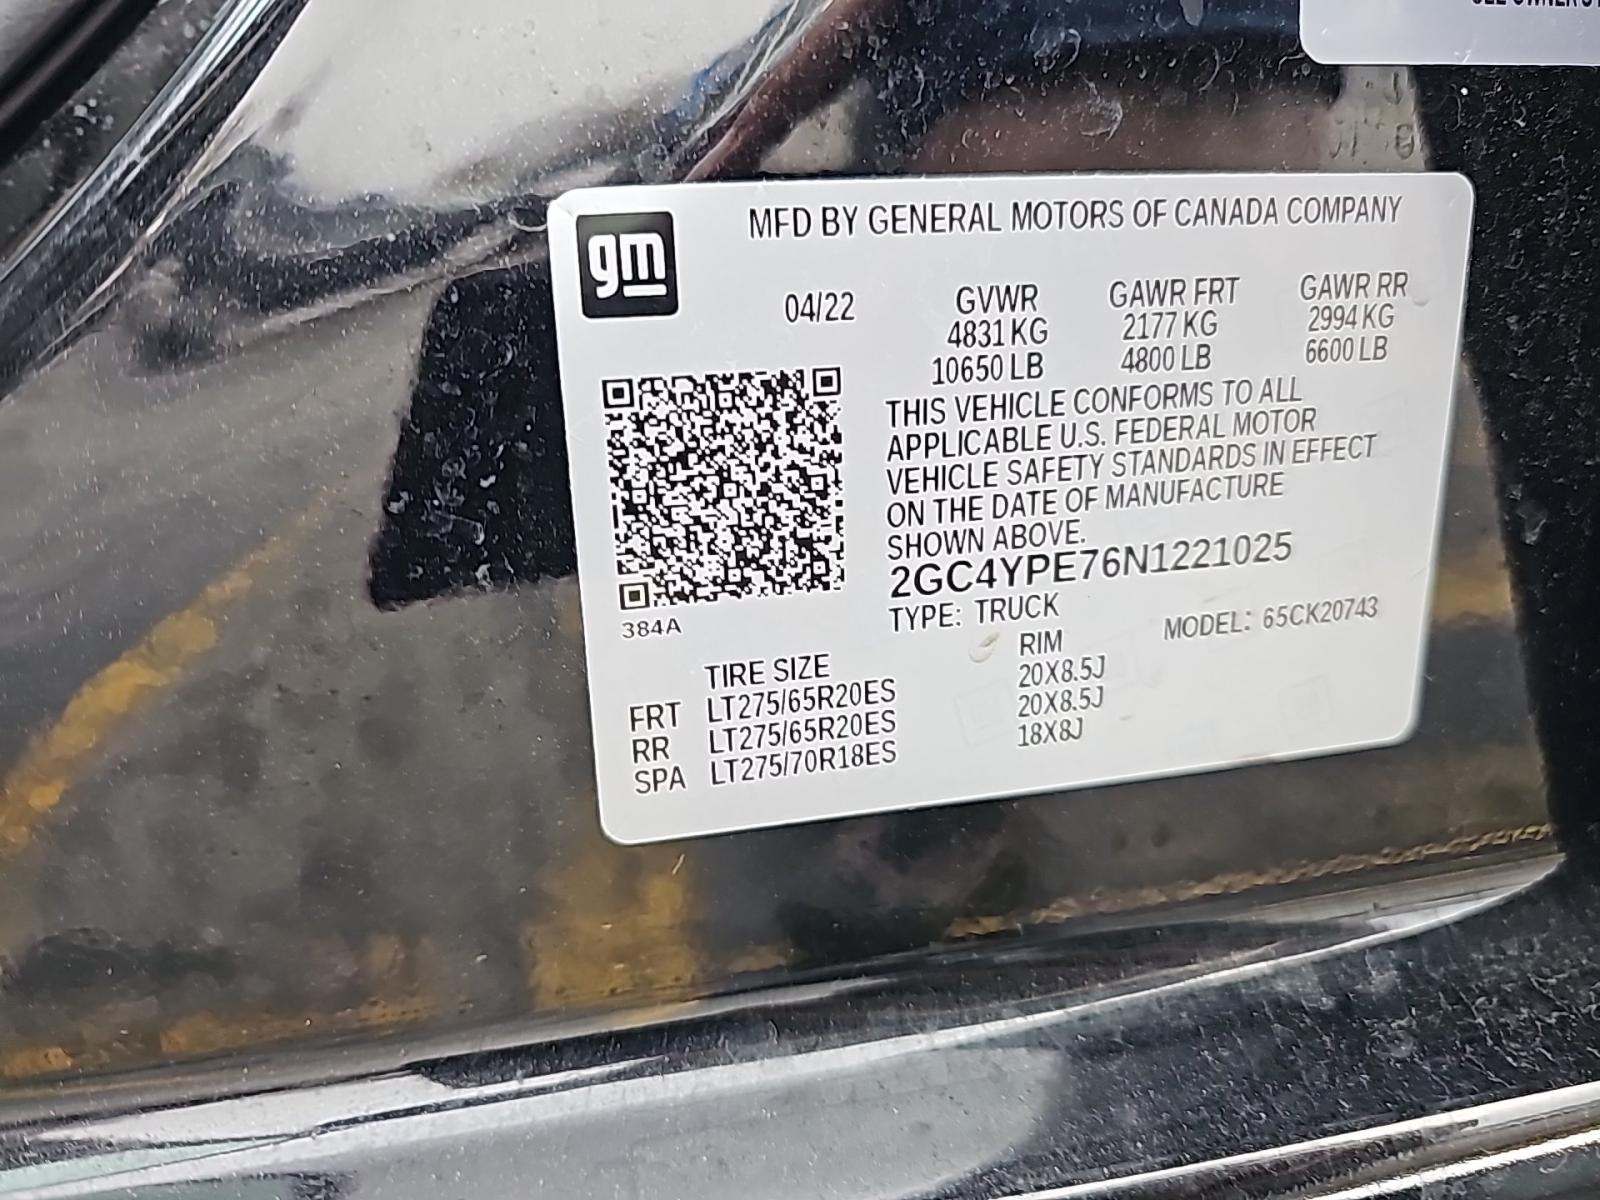 gm
MFD BY GENERAL MOTORS OF CANADA COMPANY
04/22 GVWR GAWR FRT GAWR RR
4831 KG 2177 KG 2994 KG
10650 LB 4800 LB 6600 LB
THIS VEHICLE CONFORMS TO ALL
APPLICABLE U.S. FEDERAL MOTOR
VEHICLE SAFETY STANDARDS IN EFFECT
ON THE DATE OF MANUFACTURE
SHOWN ABOVE.
2GC4YPE76N1221025
TYPE: TRUCK MODEL: 65CK20743
384A
TIRE SIZE RIM
FRT LT275/65R20ES 20X8.5J
RR LT275/65R20ES 20X8.5J
SPA LT275/70R18ES 18X8J